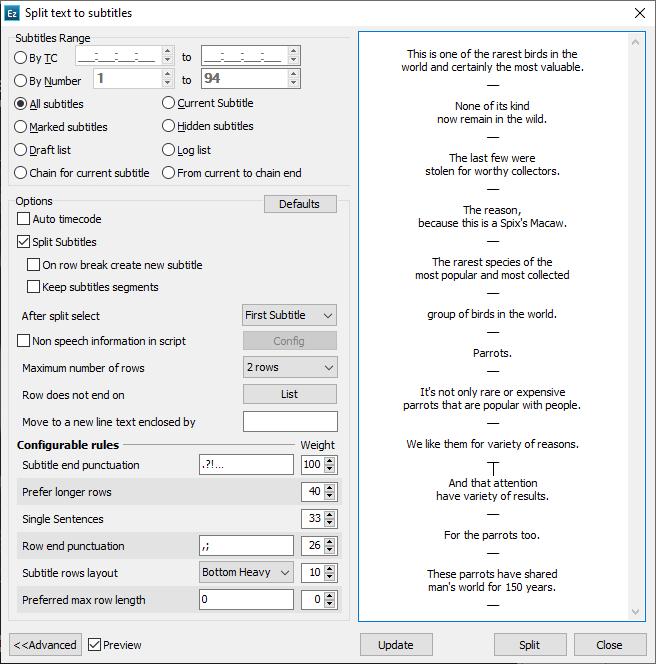 Ez Split text to subtitles
Subtitles Range
By TC __:__:__:__ to __:__:__:__
By Number 1 to 94
All subtitles Current Subtitle
Marked subtitles Hidden subtitles
Draft list Log list
Chain for current subtitle From current to chain end
Options Defaults
Auto timecode
Split Subtitles
On row break create new subtitle
Keep subtitles segments
After split select First Subtitle
Non speech information in script Config
Maximum number of rows 2 rows
Row does not end on List
Move to a new line text enclosed by
Configurable rules Weight
Subtitle end punctuation .?!... 100
Prefer longer rows 40
Single Sentences 33
Row end punctuation ,; 26
Subtitle rows layout Bottom Heavy 10
Preferred max row length 0 0
<<Advanced Preview
This is one of the rarest birds in the
world and certainly the most valuable.
None of its kind
now remain in the wild.
The last few were
stolen for worthy collectors.
The reason,
because this is a Spix's Macaw.
The rarest species of the
most popular and most collected
group of birds in the world.
Parrots.
It's not only rare or expensive
parrots that are popular with people.
We like them for variety of reasons.
And that attention
have variety of results.
For the parrots too.
These parrots have shared
man's world for 150 years.
Update Split Close